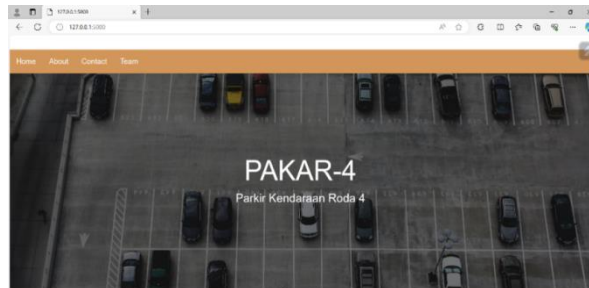 127.0.0.1:5000
127.0.0.1:5000
Home About Contact Team
PAKAR-4
Parkir Kendaraan Roda 4